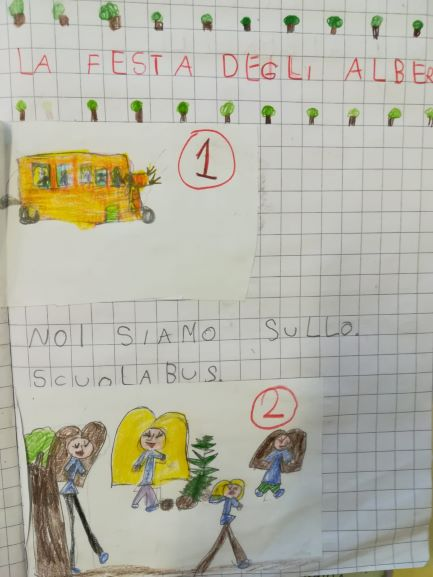 LA FESTA DEGLI ALBER
1
NOI SIAMO SULLO.
SCUOLABUS.
2